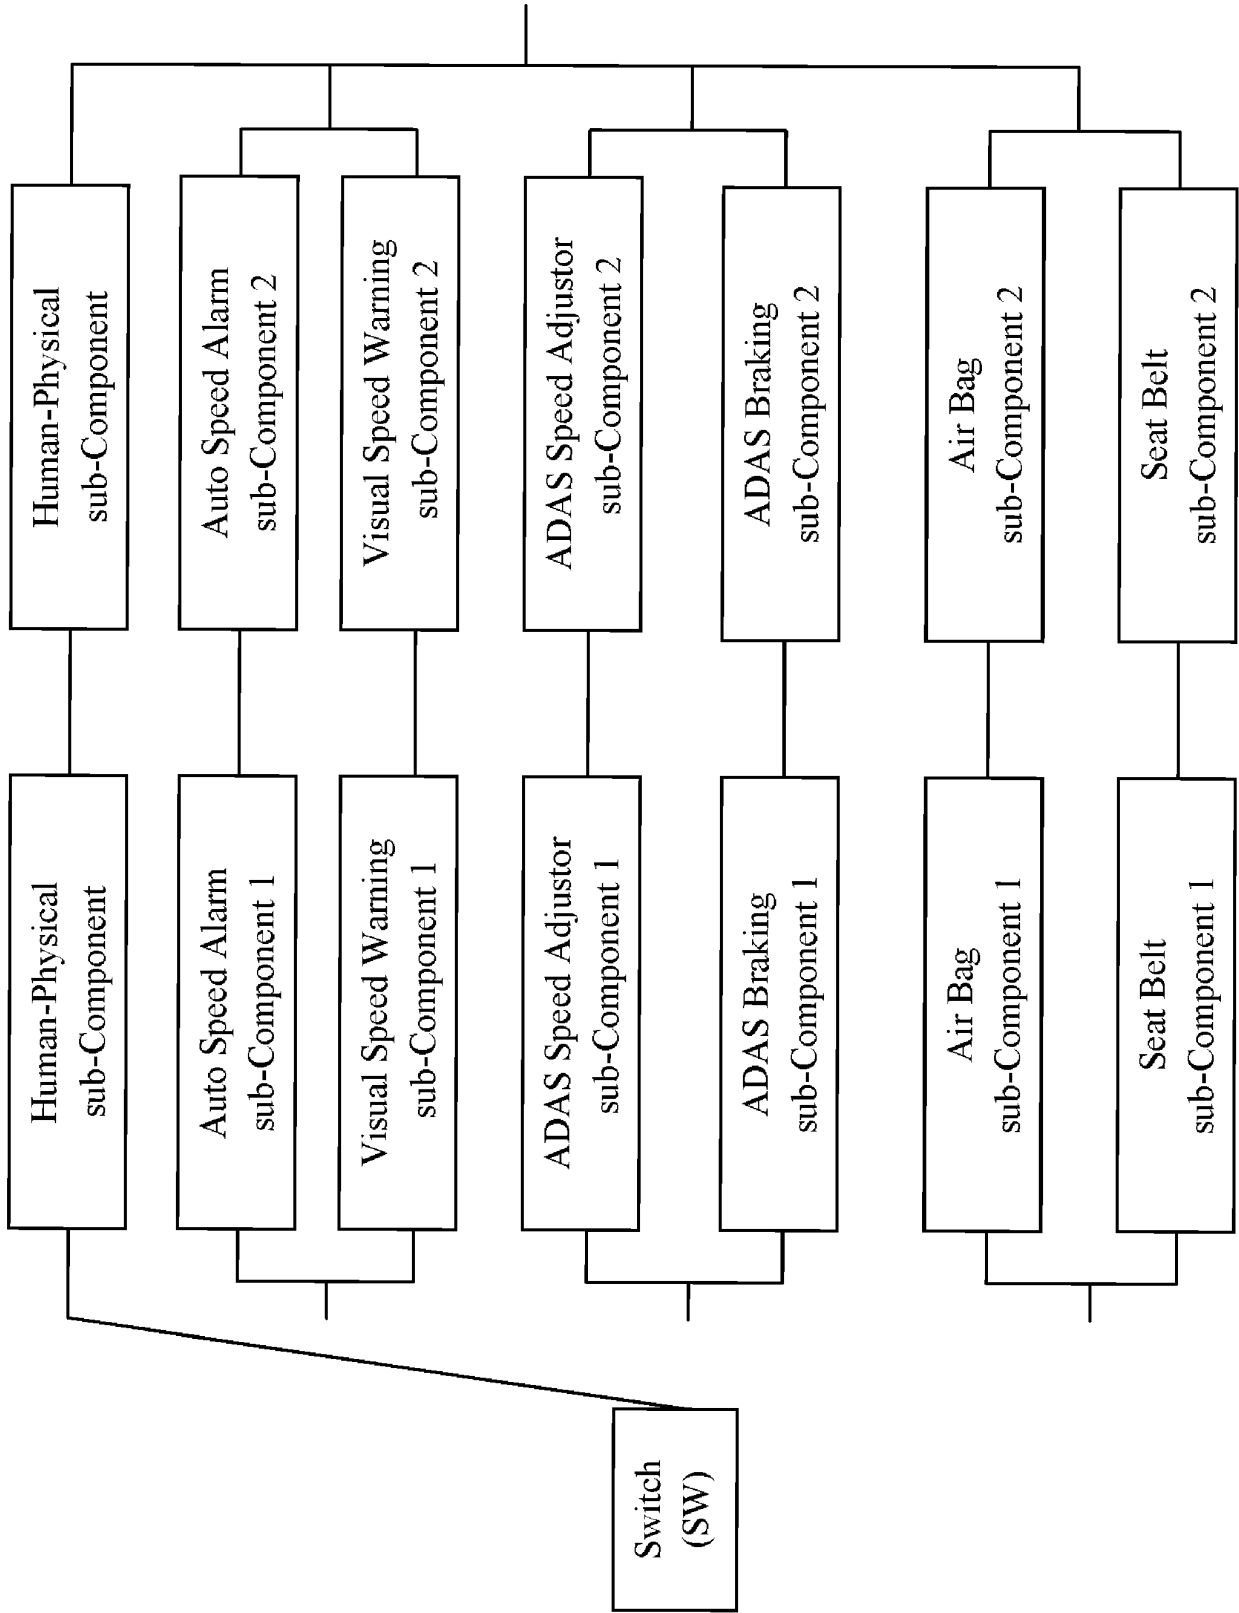 Human-Physical
sub-Component
Human-Physical
sub-Component
Auto Speed Alarm
sub-Component 1
Auto Speed Alarm
sub-Component 2
Visual Speed Warning
sub-Component 1
Visual Speed Warning
sub-Component 2
Switch
(SW)
ADAS Speed Adjustor
sub-Component 1
ADAS Speed Adjustor
sub-Component 2
ADAS Braking
sub-Component 1
ADAS Braking
sub-Component 2
Air Bag
sub-Component 1
Air Bag
sub-Component 2
Seat Belt
sub-Component 1
Seat Belt
sub-Component 2